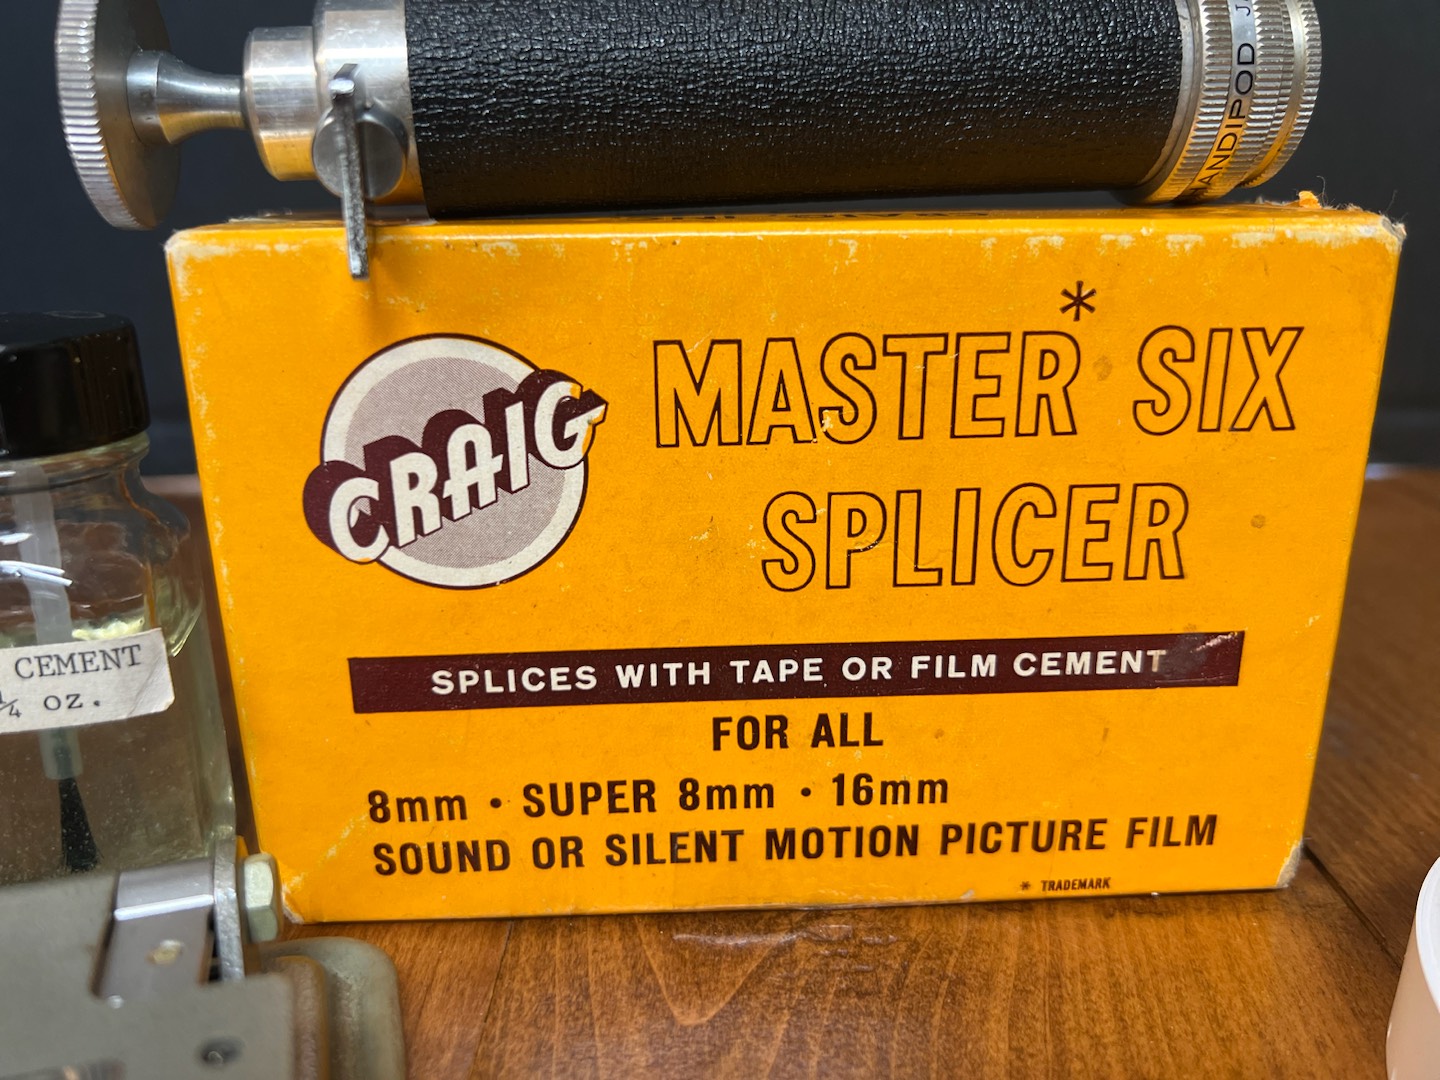 HANDIPOD
MASTER* SIX
CRAIG
SPLICER
SPLICES WITH TAPE OR FILM CEMENT
FOR ALL
8mm • SUPER 8mm • 16mm
SOUND OR SILENT MOTION PICTURE FILM
* TRADEMARK
CEMENT
OZ.